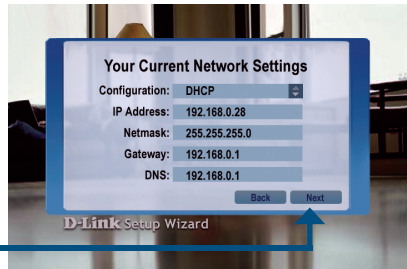 Your Current Network Settings
Configuration: DHCP
IP Address: 192.168.0.28
Netmask: 255.255.255.0
Gateway: 192.168.0.1
DNS: 192.168.0.1
Back Next
D-Link Setup Wizard